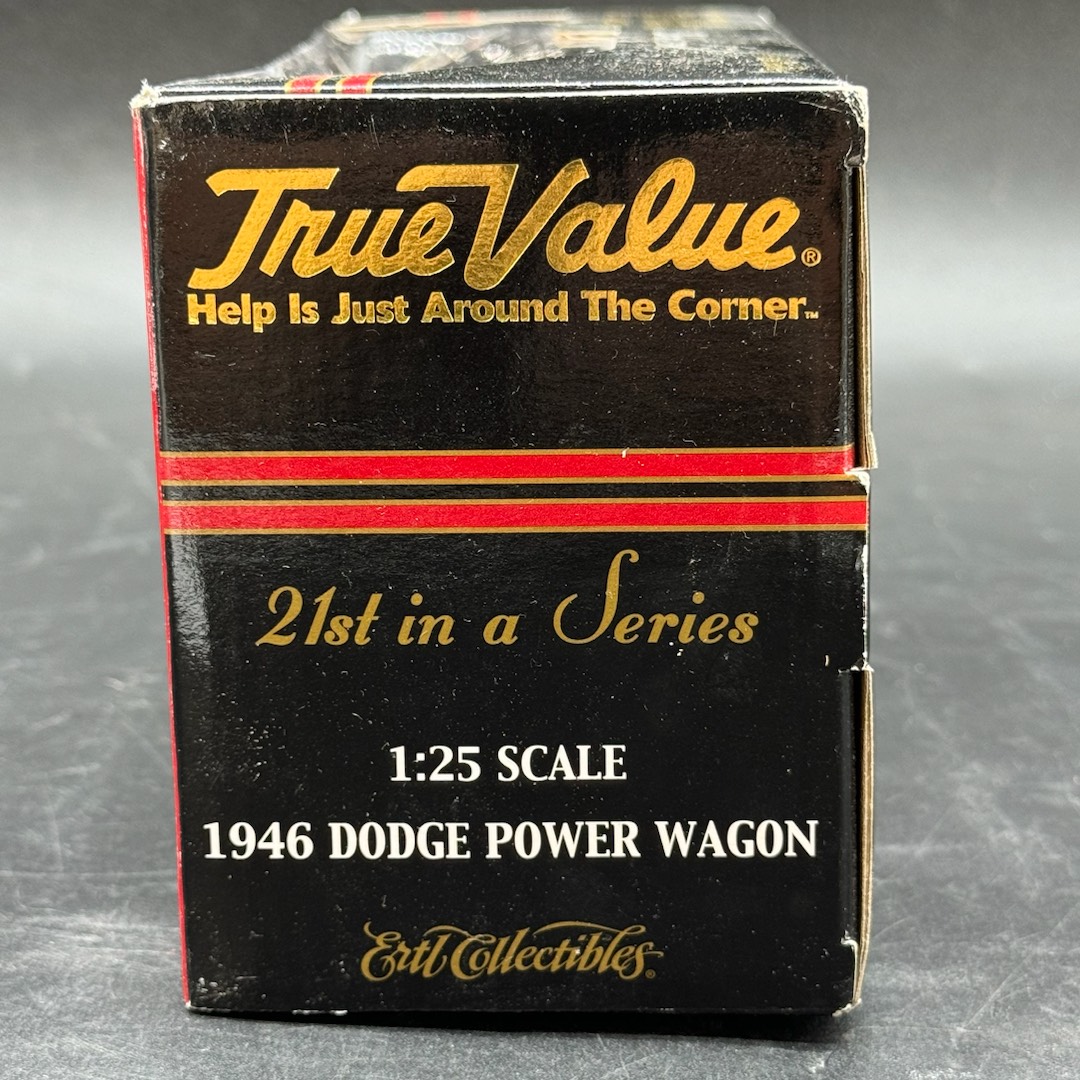 True Value®
Help Is Just Around The Corner™
21st in a Series
1:25 SCALE
1946 DODGE POWER WAGON
Ertl Collectibles®